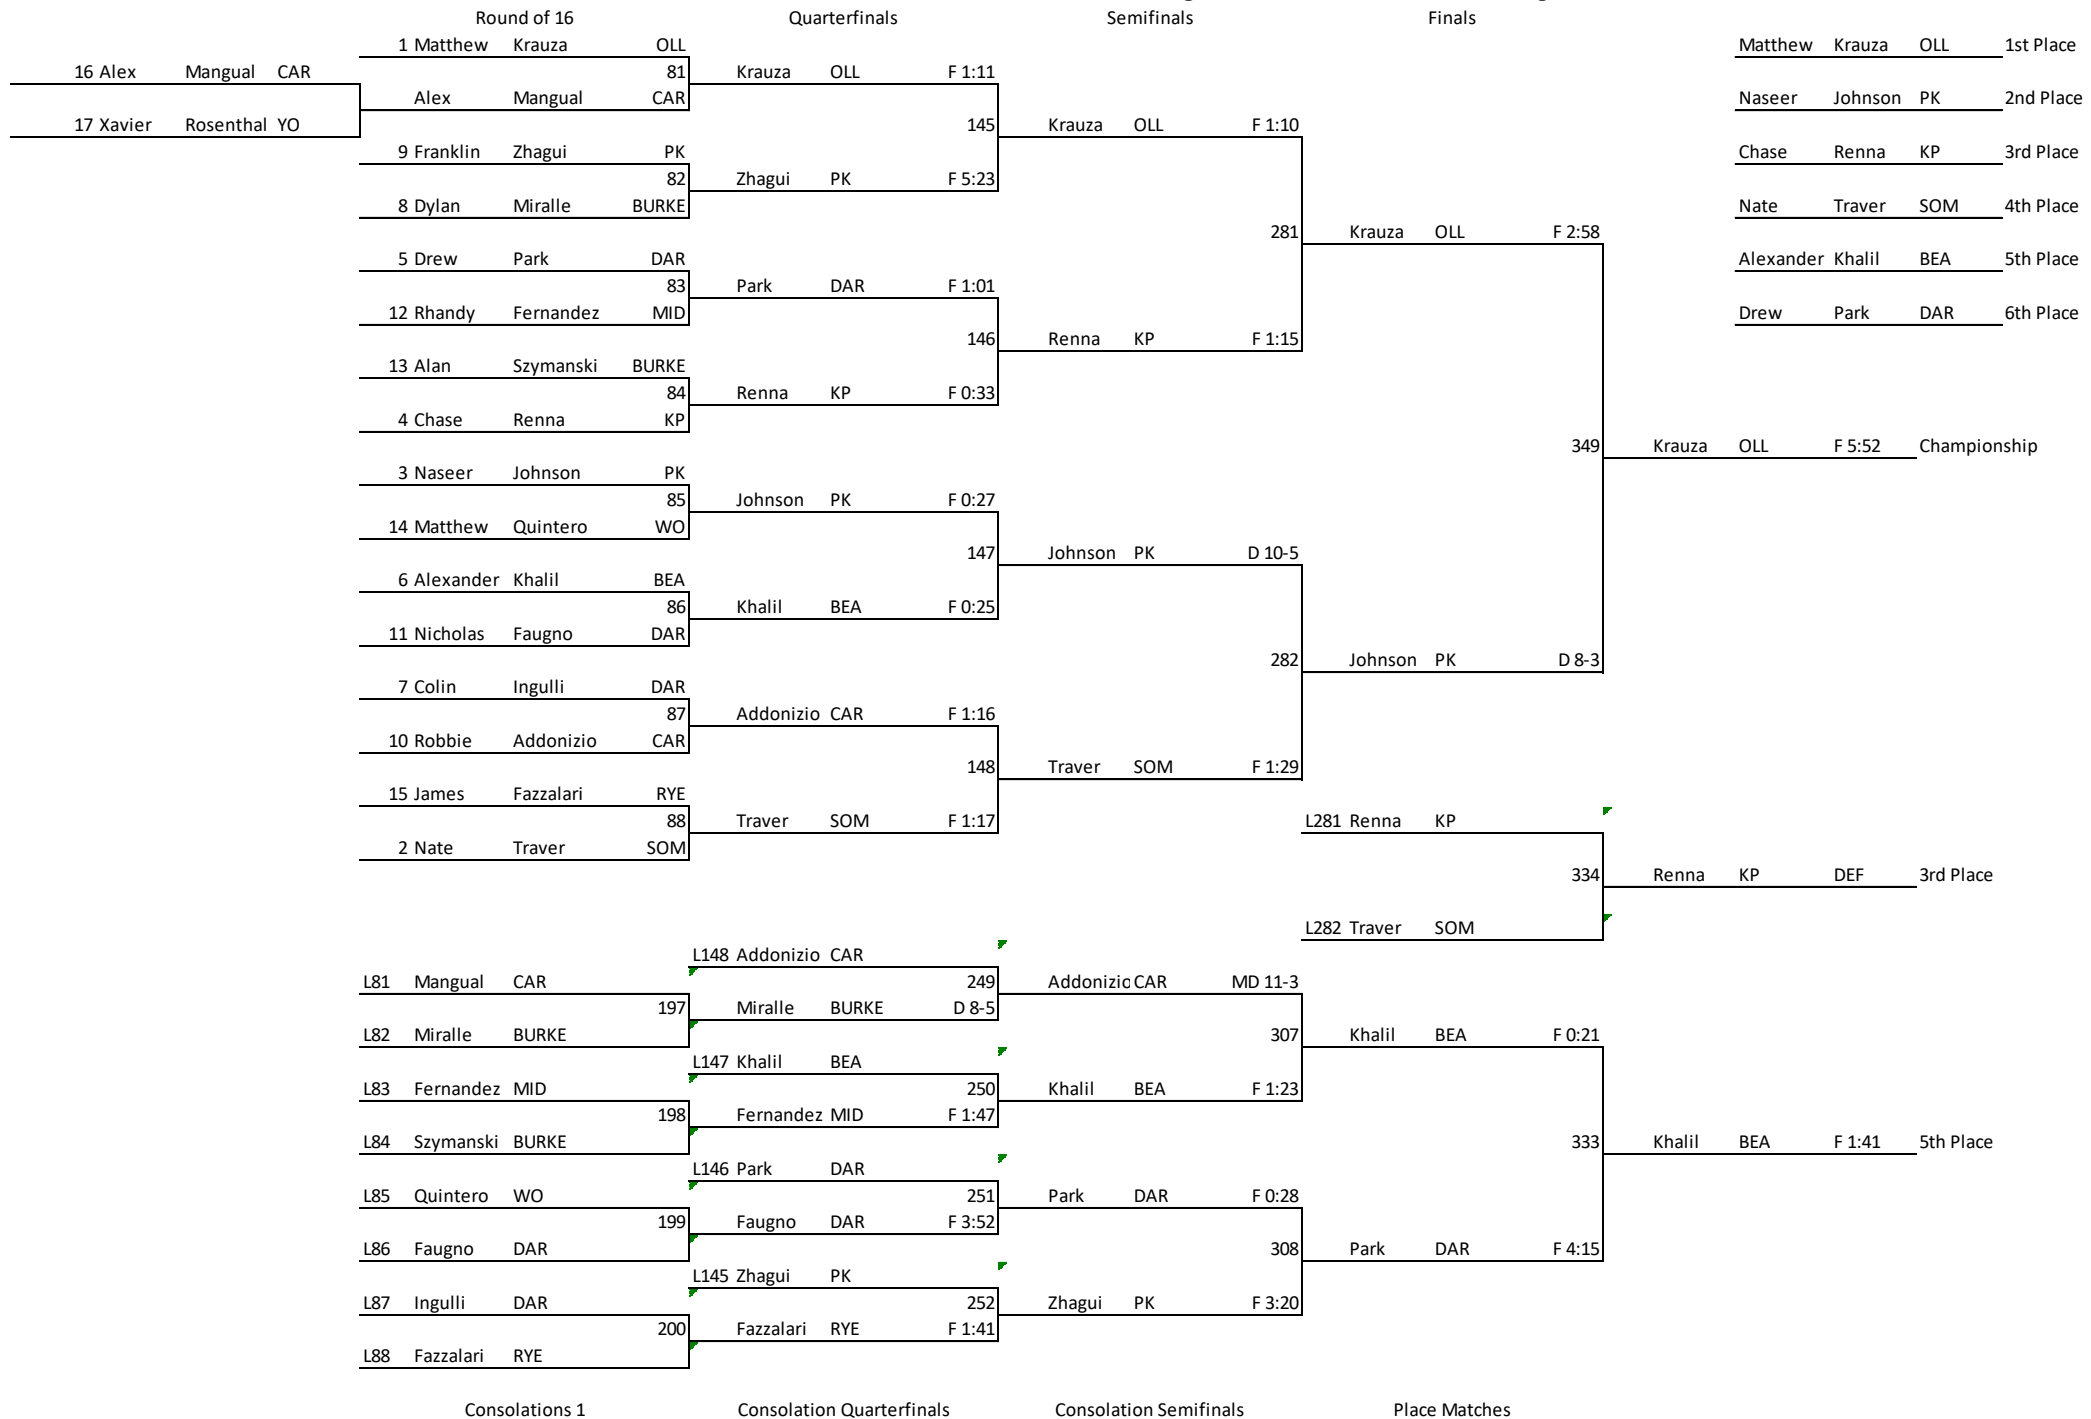 Round of 16 Quarterfinals Semifinals Finals
1 Matthew Krauza OLL Matthew Krauza OLL 1st Place
16 Alex Mangual CAR 81 Krauza OLL F 1:11
Alex Mangual CAR Naseer Johnson PK 2nd Place
17 Xavier Rosenthal YO 145 Krauza OLL F 1:10
9 Franklin Zhagui PK Chase Renna KP 3rd Place
82 Zhagui PK F 5:23
8 Dylan Miralle BURKE Nate Traver SOM 4th Place
281 Krauza OLL F 2:58
5 Drew Park DAR Alexander Khalil BEA 5th Place
83 Park DAR F 1:01
12 Rhandy Fernandez MID Drew Park DAR 6th Place
146 Renna KP F 1:15
13 Alan Szymanski BURKE
84 Renna KP F 0:33
4 Chase Renna KP
349 Krauza OLL F 5:52 Championship
3 Naseer Johnson PK
85 Johnson PK F 0:27
14 Matthew Quintero WO
147 Johnson PK D 10-5
6 Alexander Khalil BEA
86 Khalil BEA F 0:25
11 Nicholas Faugno DAR
282 Johnson PK D 8-3
7 Colin Ingulli DAR
87 Addonizio CAR F 1:16
10 Robbie Addonizio CAR
148 Traver SOM F 1:29
15 James Fazzalari RYE
88 Traver SOM F 1:17 L281 Renna KP
2 Nate Traver SOM
334 Renna KP DEF 3rd Place
L282 Traver SOM
L148 Addonizio CAR
L81 Mangual CAR 249 Addonizio CAR MD 11-3
197 Miralle BURKE D 8-5
L82 Miralle BURKE 307 Khalil BEA F 0:21
L147 Khalil BEA
L83 Fernandez MID 250 Khalil BEA F 1:23
198 Fernandez MID F 1:47
L84 Szymanski BURKE 333 Khalil BEA F 1:41 5th Place
L146 Park DAR
L85 Quintero WO 251 Park DAR F 0:28
199 Faugno DAR F 3:52
L86 Faugno DAR 308 Park DAR F 4:15
L145 Zhagui PK
L87 Ingulli DAR 252 Zhagui PK F 3:20
200 Fazzalari RYE F 1:41
L88 Fazzalari RYE
Consolations 1 Consolation Quarterfinals Consolation Semifinals Place Matches